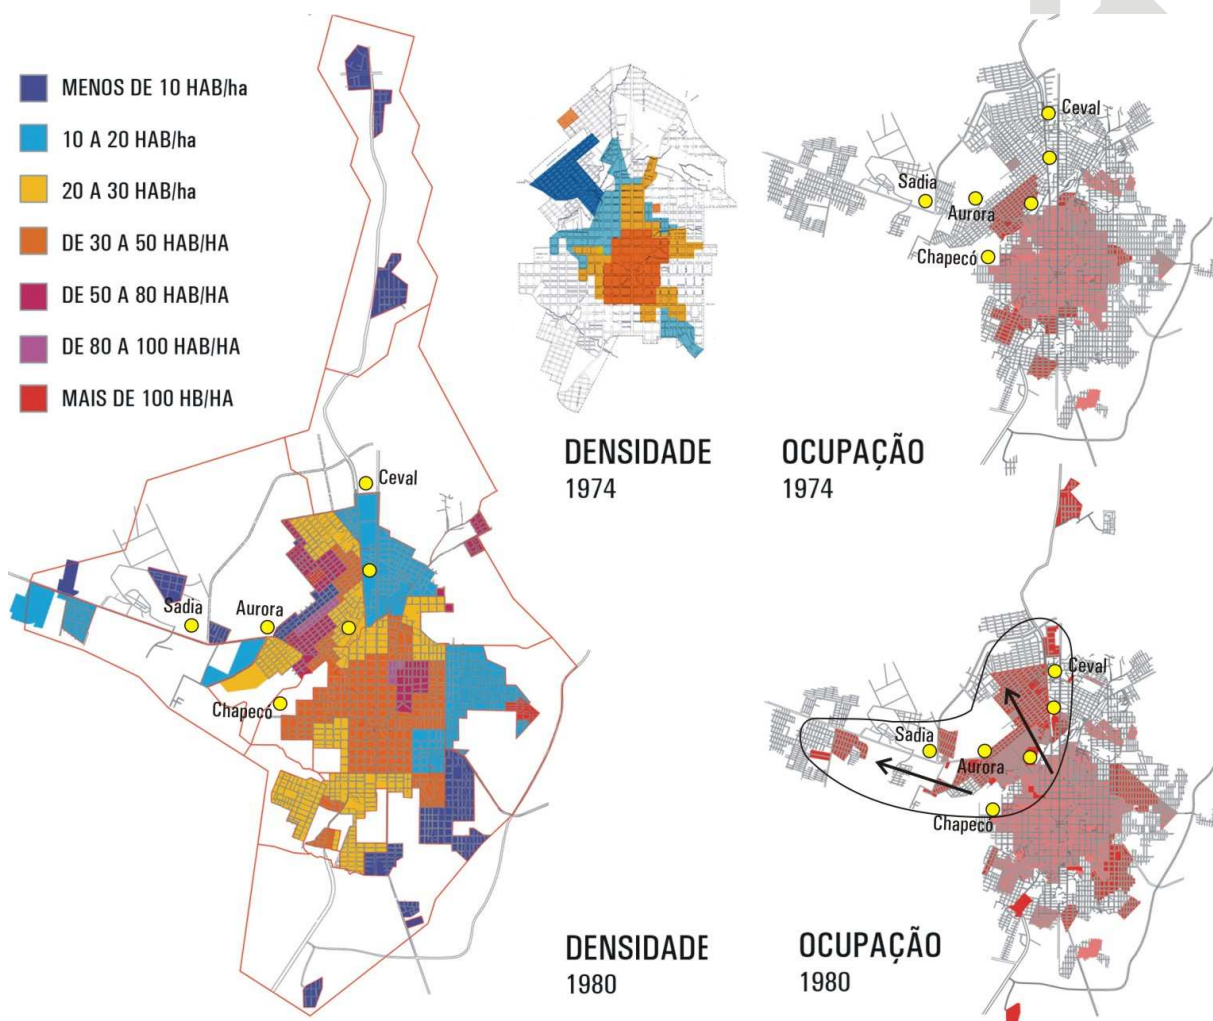 MENOS DE 10 HAB/ha
10 A 20 HAB/ha
20 A 30 HAB/ha
DE 30 A 50 HAB/HA
DE 50 A 80 HAB/HA
DE 80 A 100 HAB/HA
MAIS DE 100 HB/HA
DENSIDADE
1974
Ceval
Sadia
Aurora
Chapecó
OCUPAÇÃO
1974
Ceval
Sadia
Aurora
Chapecó
DENSIDADE
1980
Ceval
Sadia
Aurora
Chapecó
OCUPAÇÃO
1980